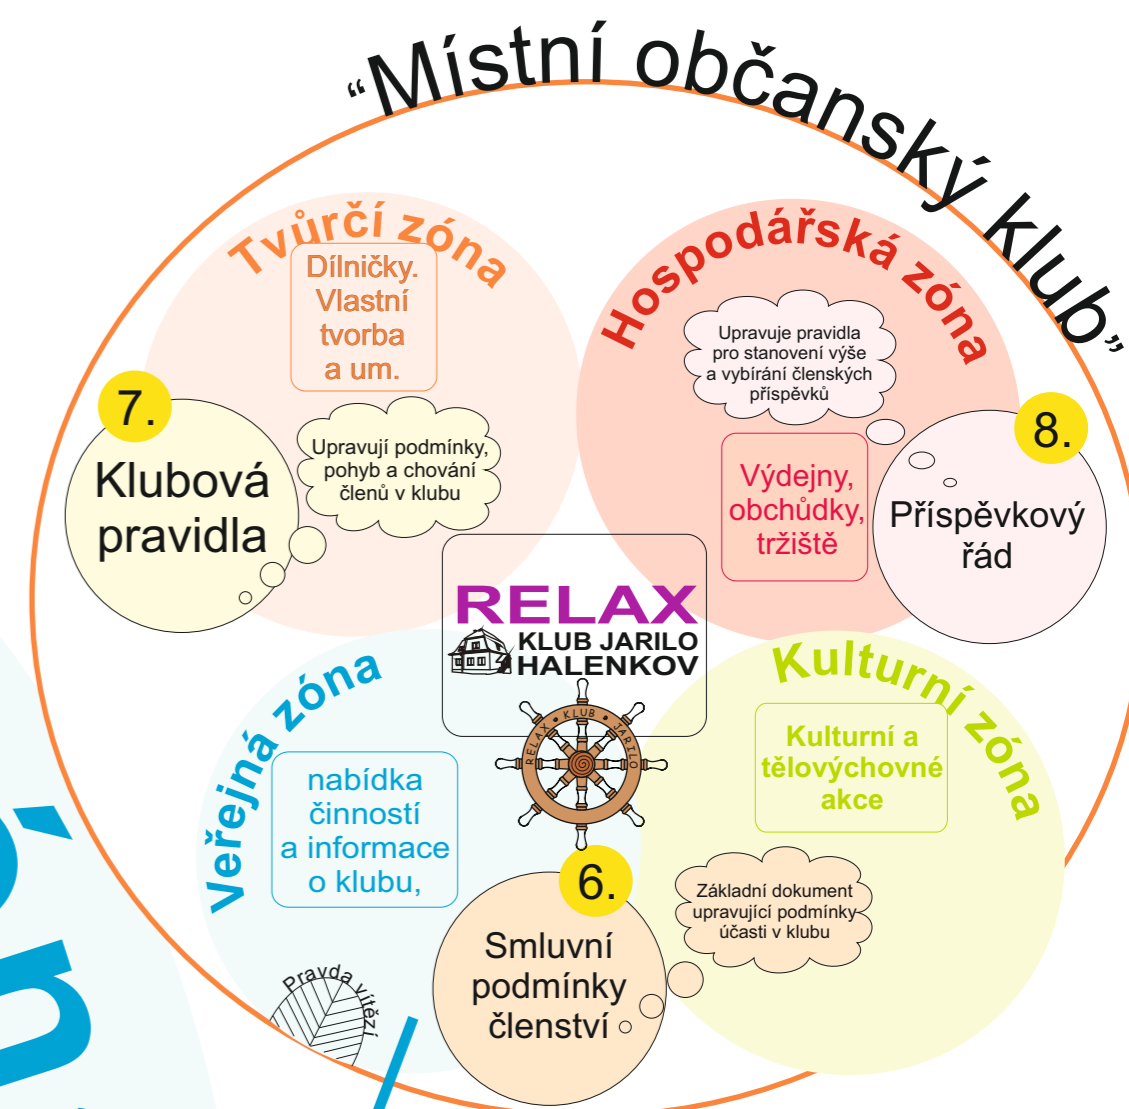 “Místní občanský klub”
Tvůrčí zóna
Dílničky.
Vlastní
tvorba
a um.
7.
Klubová
pravidla
Upravují podmínky,
pohyb a chování
členů v klubu
Hospodářská zóna
Upravuje pravidla
pro stanovení výše
a vybírání členských
příspěvků
Výdejny,
obchůdky,
tržiště
8.
Příspěvkový
řád
RELAX
KLUB JARILO
HALENKOV
RELAX • KLUB • JARILO
Veřejná zóna
nabídka
činností
a informace
o klubu,
Kulturní zóna
Kulturní a
tělovýchovné
akce
6.
Smluvní
podmínky
členství
Základní dokument
upravující podmínky
účasti v klubu
Pravda vítězí